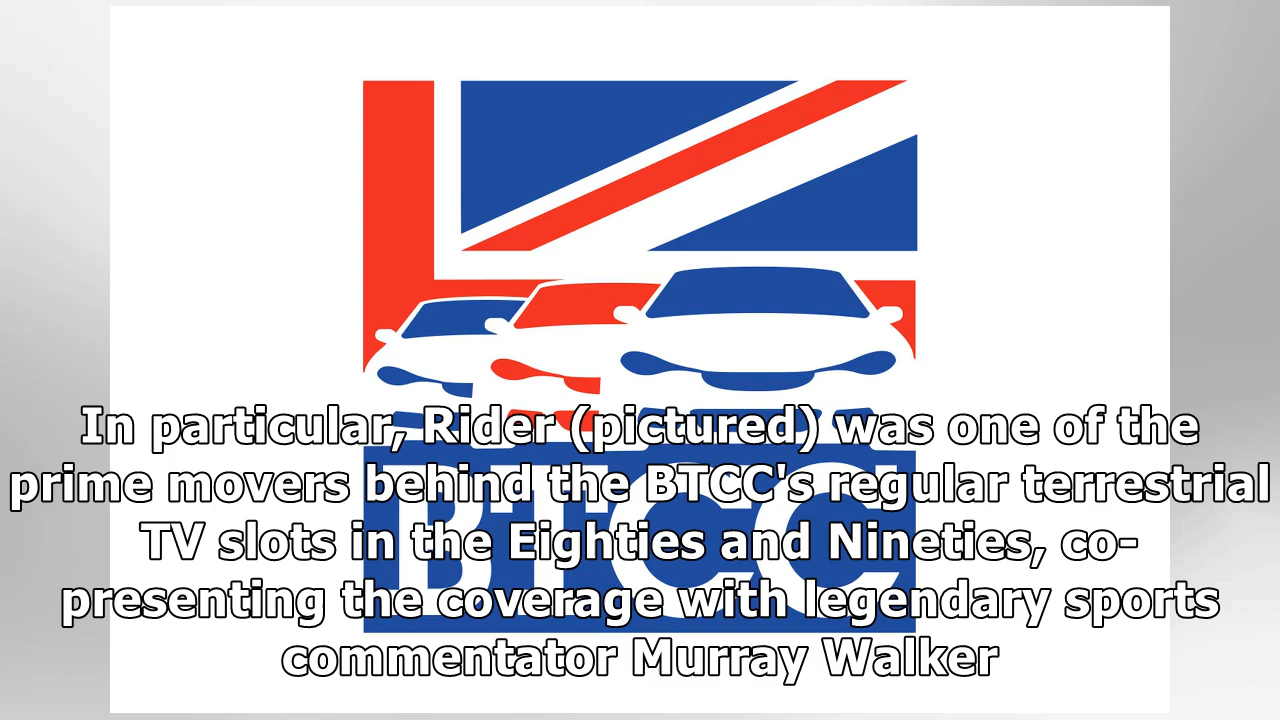 In particular, Rider (pictured) was one of the
prime movers behind the BTCC's regular terrestrial
TV slots in the Eighties and Nineties, co-
presenting the coverage with legendary sports
commentator Murray Walker
BTCC